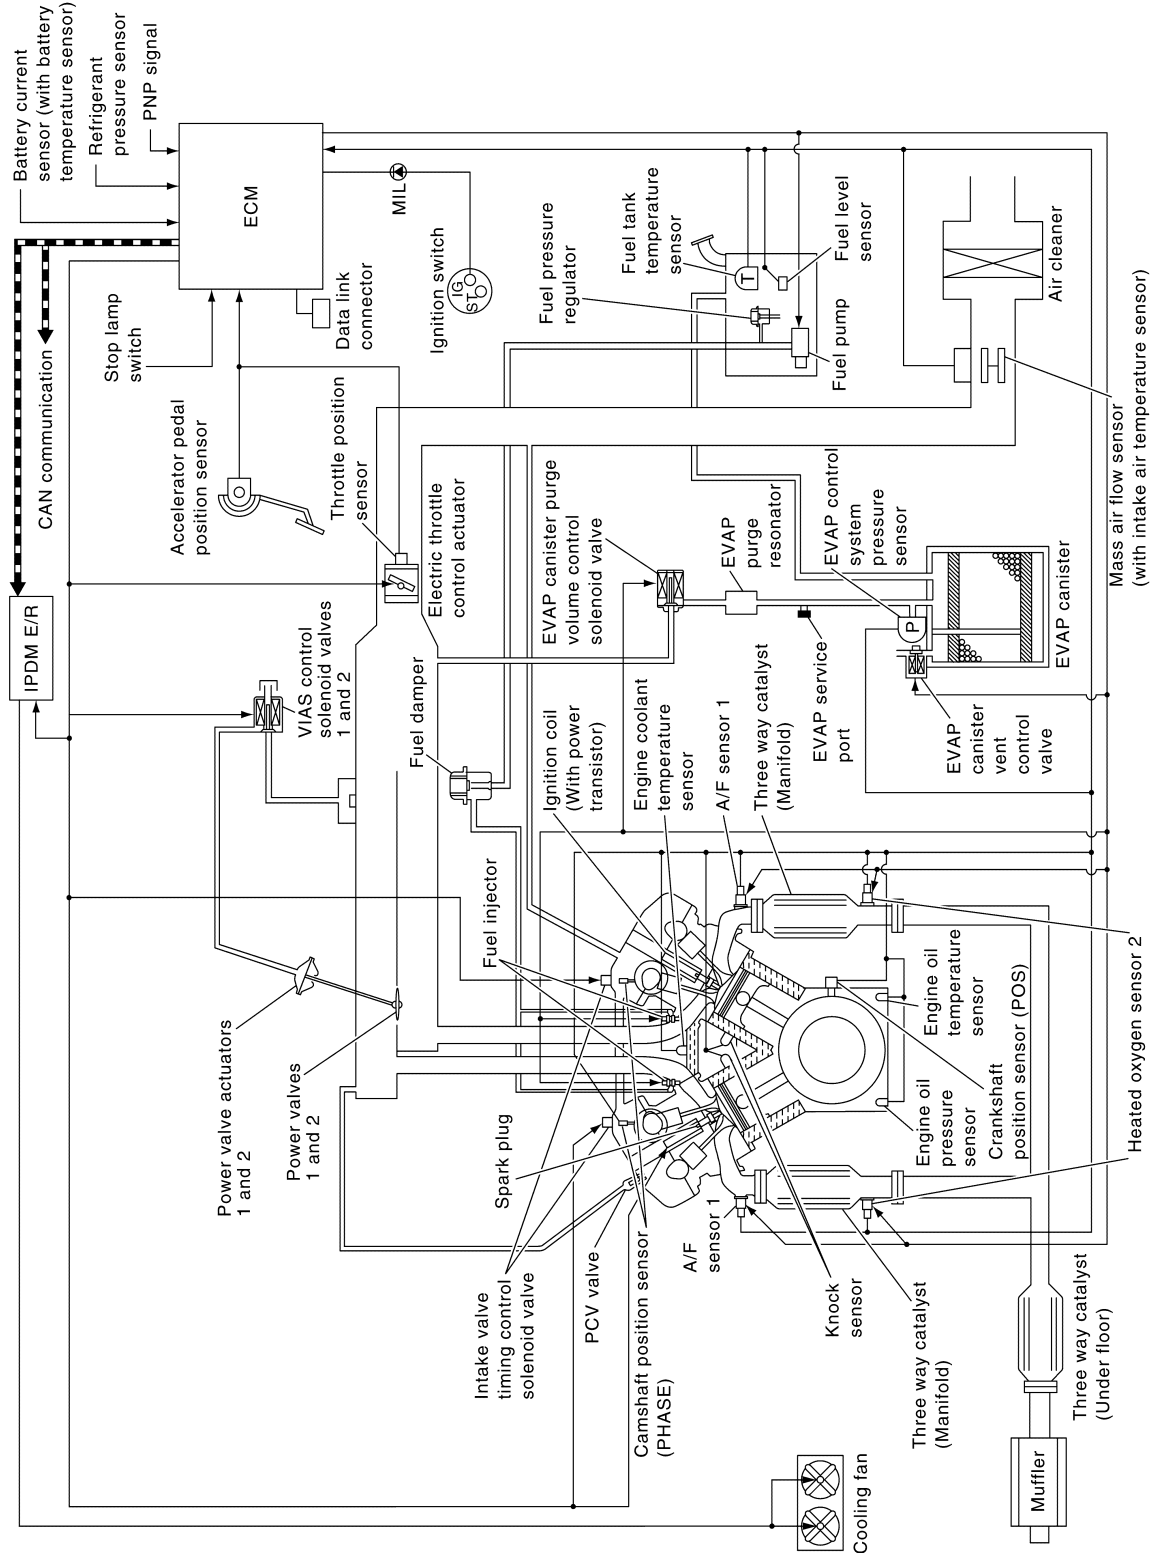 Battery current
sensor (with battery
temperature sensor)
Refrigerant
pressure sensor
PNP signal
ECM
MIL
Ignition switch
IG
ST
Data link
connector
Stop lamp
switch
CAN communication
Accelerator pedal
position sensor
Throttle position
sensor
Electric throttle
control actuator
IPDM E/R
VIAS control
solenoid valves
1 and 2
Fuel damper
Fuel pressure
regulator
Fuel tank
temperature
sensor
T
Fuel level
sensor
Fuel pump
Air cleaner
Mass air flow sensor
(with intake air temperature sensor)
EVAP canister purge
volume control
solenoid valve
EVAP
purge
resonator
EVAP control
system
pressure
sensor
P
EVAP canister
EVAP service
port
EVAP
canister
vent
control
valve
Ignition coil
(With power
transistor)
Engine coolant
temperature
sensor
A/F sensor 1
Three way catalyst
(Manifold)
Fuel injector
Power valve actuators
1 and 2
Power valves
1 and 2
Spark plug
Intake valve
timing control
solenoid valve
PCV valve
Camshaft position sensor
(PHASE)
A/F
sensor 1
Knock
sensor
Three way catalyst
(Manifold)
Engine oil
temperature
sensor
Engine oil
pressure
sensor
Crankshaft
position sensor (POS)
Heated oxygen sensor 2
Three way catalyst
(Under floor)
Muffler
Cooling fan